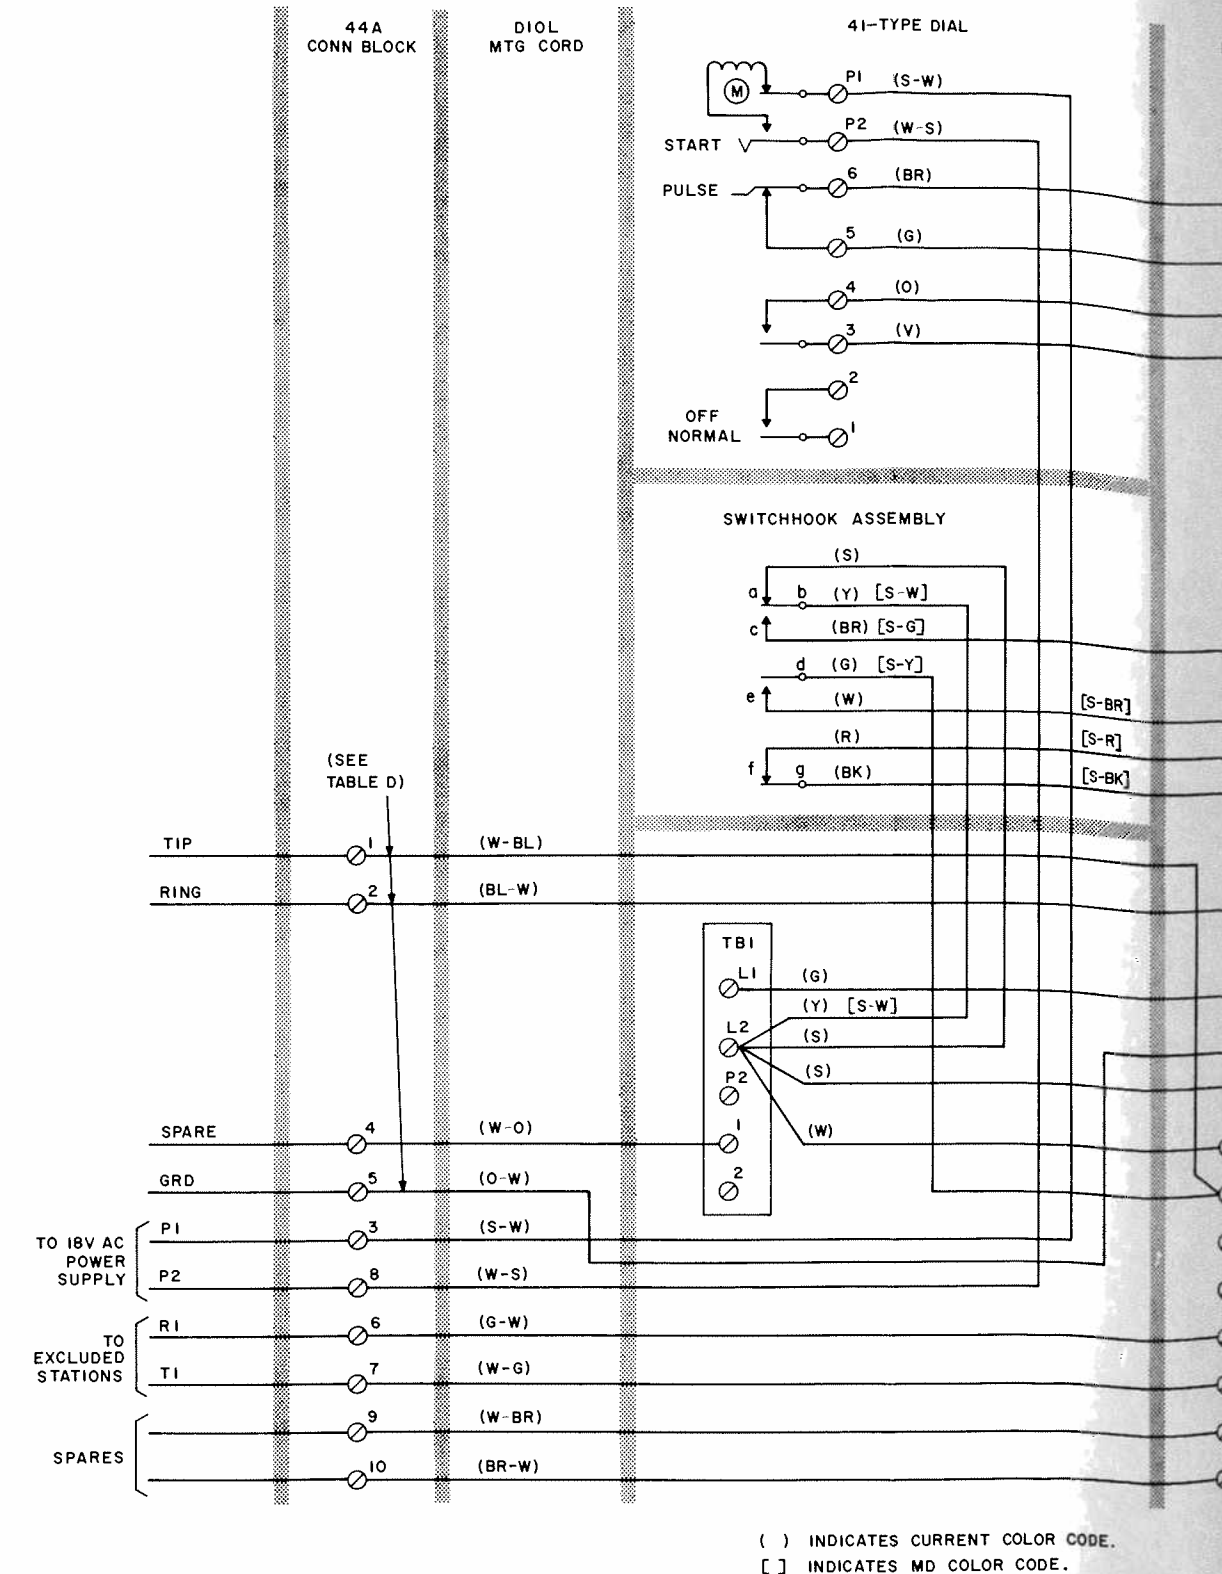 44A
CONN BLOCK
DIOL
MTG CORD
41-TYPE DIAL
M
P1 (S-W)
START
P2 (W-S)
PULSE
6 (BR)
5 (G)
4 (O)
3 (V)
2
OFF
NORMAL
1
SWITCHHOOK ASSEMBLY
(S)
a b (Y) [S-W]
c (BR) [S-G]
d (G) [S-Y]
e (W) [S-BR]
(R) [S-R]
f g (BK) [S-BK]
(SEE
TABLE D)
TIP 1 (W-BL)
RING 2 (BL-W)
TB1
L1 (G)
(Y) [S-W]
L2 (S)
P2 (S)
SPARE 4 (W-O) 1 (W)
GRD 5 (O-W) 2
TO 18V AC
POWER
SUPPLY
P1 3 (S-W)
P2 8 (W-S)
TO
EXCLUDED
STATIONS
R1 6 (G-W)
T1 7 (W-G)
SPARES
9 (W-BR)
10 (BR-W)
( ) INDICATES CURRENT COLOR CODE.
[ ] INDICATES MD COLOR CODE.